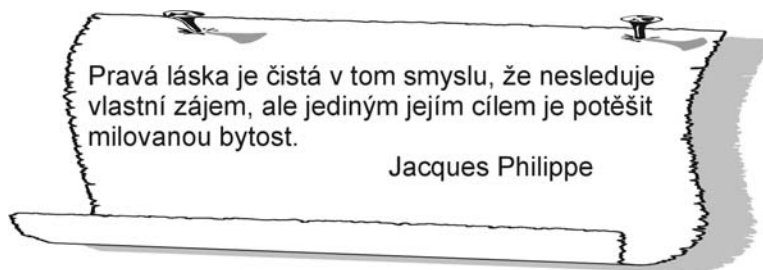 Pravá láska je čistá v tom smyslu, že nesleduje
vlastní zájem, ale jediným jejím cílem je potěšit
milovanou bytost.
Jacques Philippe